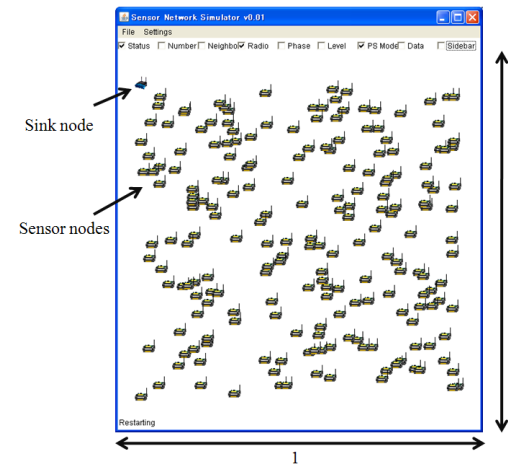 Sensor Network Simulator v0.01
File Settings
Status Number Neighbo Radio Phase Level PS Mode Data Sidebar
Sink node
Sensor nodes
Restarting
1